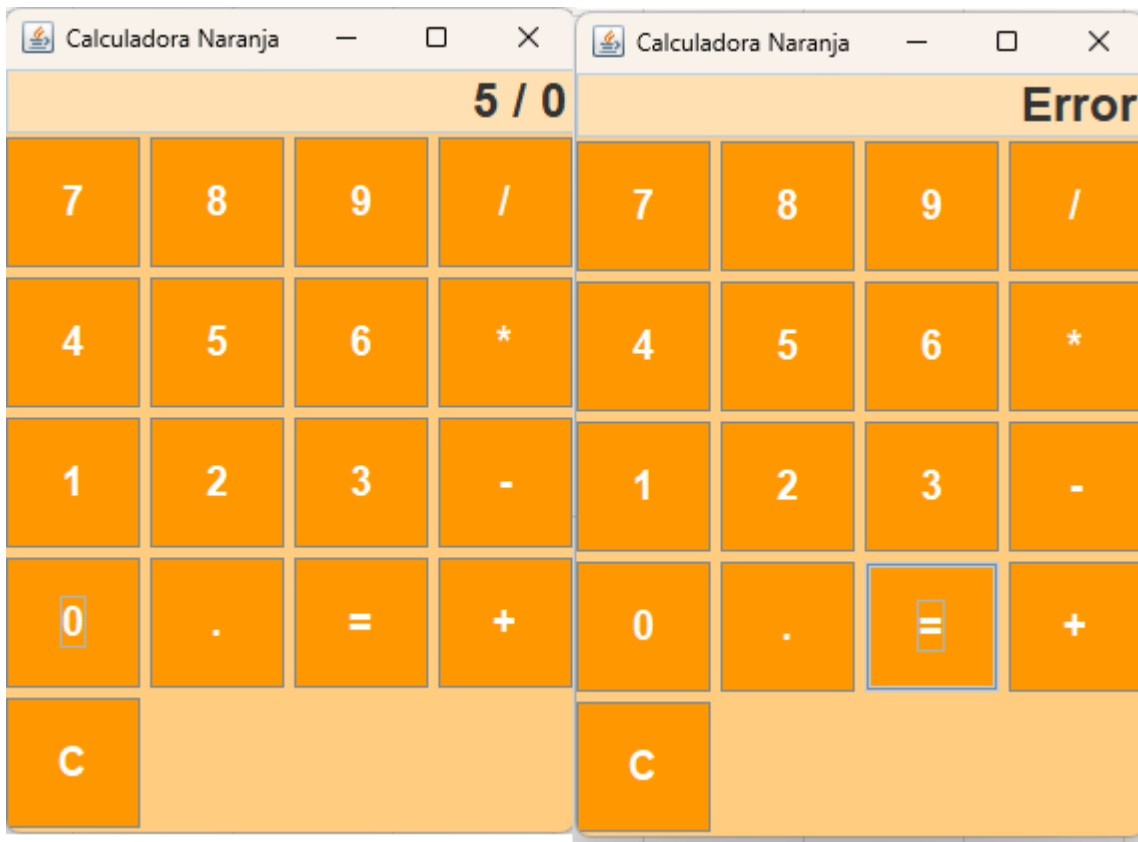 Calculadora Naranja
5 / 0
7 8 9 /
4 5 6 *
1 2 3 -
0 . = +
C
Calculadora Naranja
Error
7 8 9 /
4 5 6 *
1 2 3 -
0 . = +
C